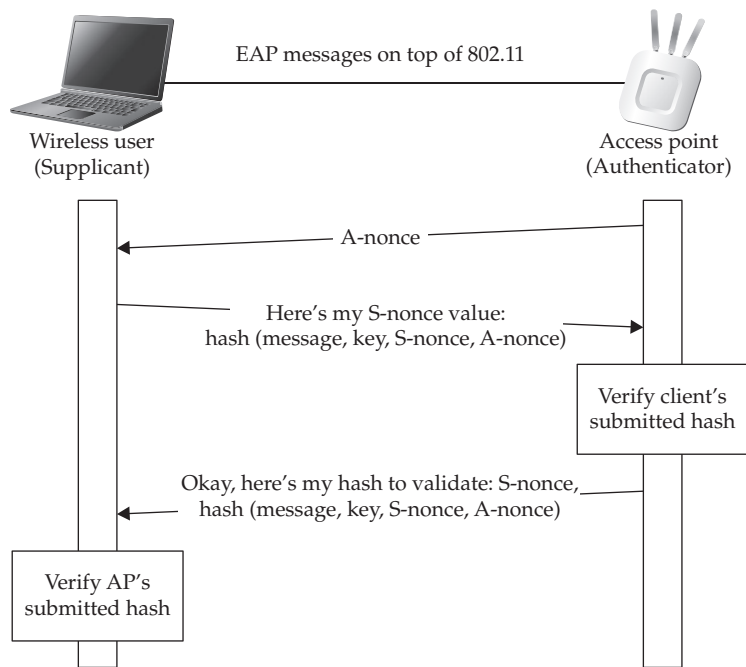 EAP messages on top of 802.11
Wireless user
(Supplicant)
Access point
(Authenticator)
A-nonce
Here's my S-nonce value:
hash (message, key, S-nonce, A-nonce)
Verify client's
submitted hash
Okay, here's my hash to validate: S-nonce,
hash (message, key, S-nonce, A-nonce)
Verify AP's
submitted hash